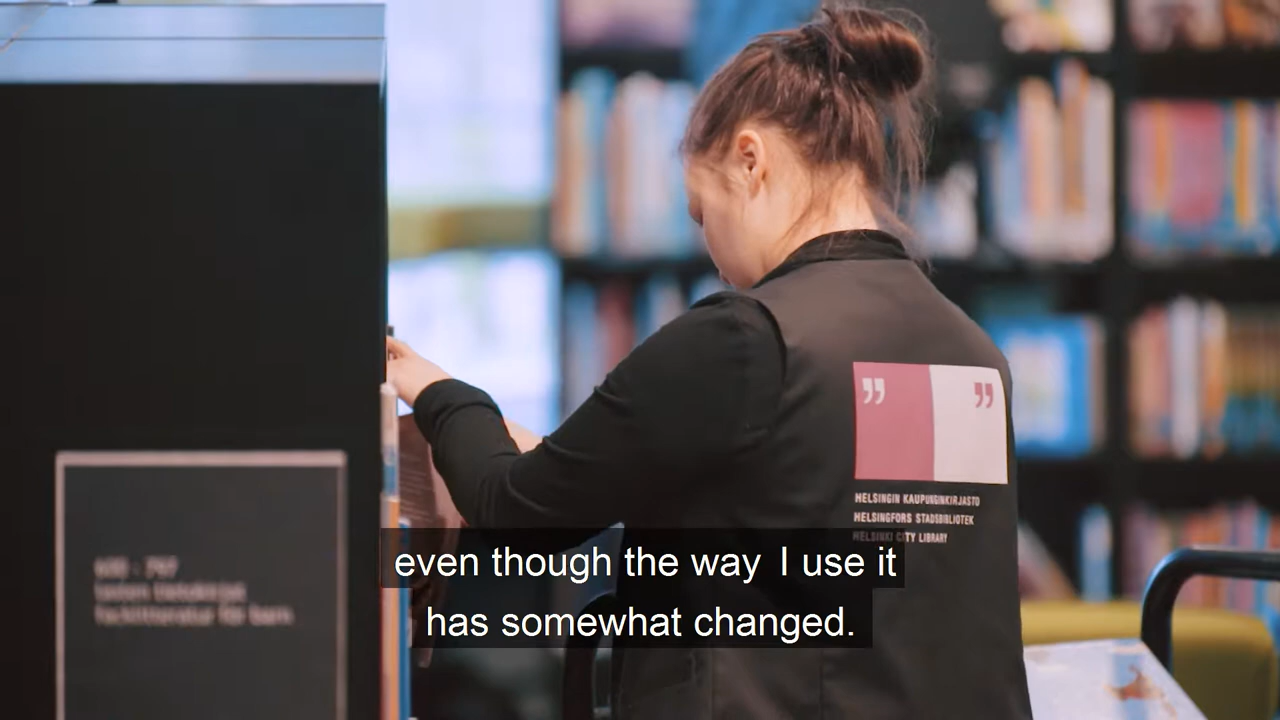 HELSINGIN KAUPUNGINKIRJASTO
HELSINGFORS STADSBIBLIOTEK
HELSINKI CITY LIBRARY
even though the way I use it
has somewhat changed.